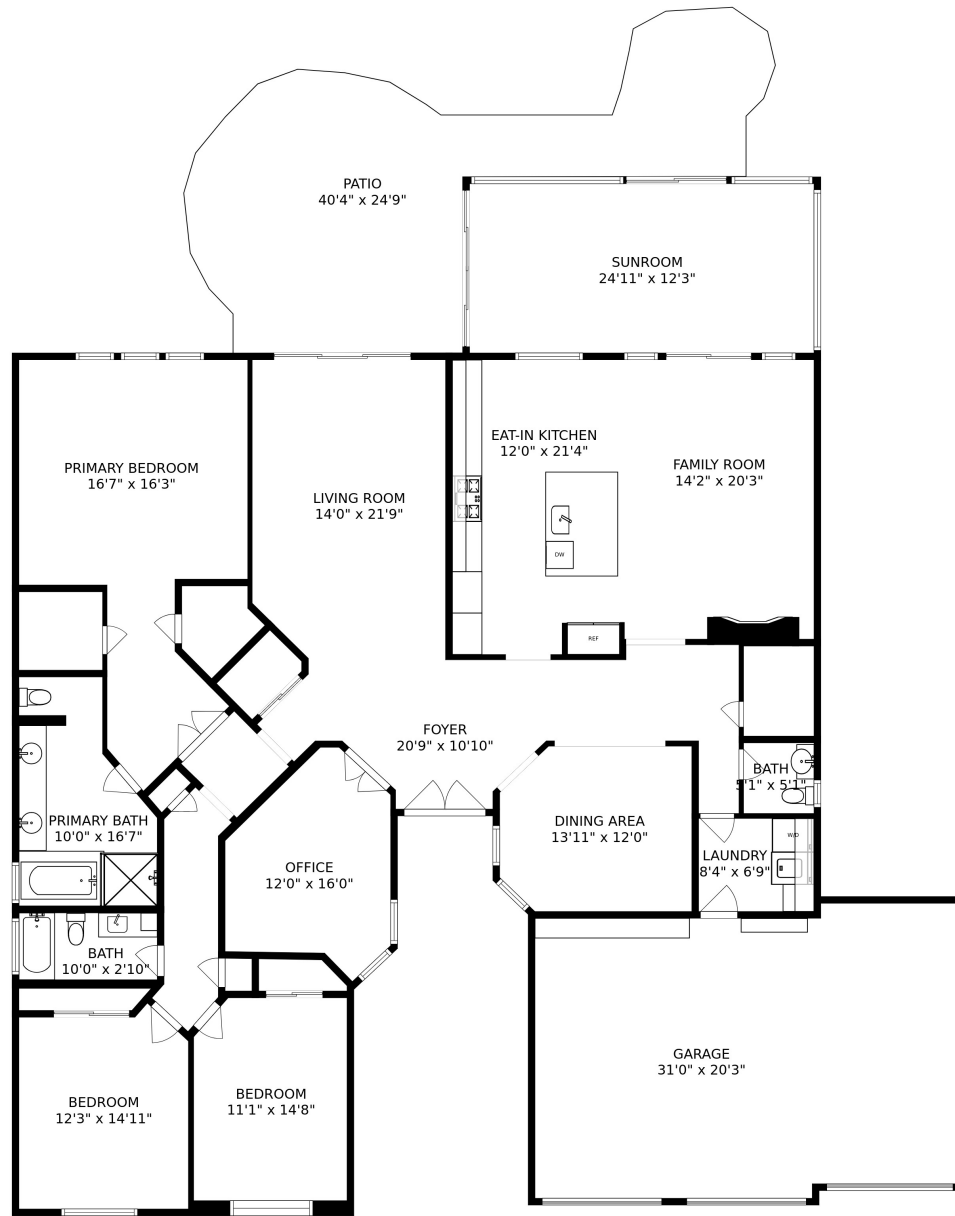 PATIO
40'4" x 24'9"
SUNROOM
24'11" x 12'3"
EAT-IN KITCHEN
12'0" x 21'4"
FAMILY ROOM
14'2" x 20'3"
PRIMARY BEDROOM
16'7" x 16'3"
LIVING ROOM
14'0" x 21'9"
DW
REF
FOYER
20'9" x 10'10"
BATH
5'1" x 5'1"
PRIMARY BATH
10'0" x 16'7"
DINING AREA
13'11" x 12'0"
W/D
LAUNDRY
8'4" x 6'9"
OFFICE
12'0" x 16'0"
BATH
10'0" x 2'10"
GARAGE
31'0" x 20'3"
BEDROOM
12'3" x 14'11"
BEDROOM
11'1" x 14'8"